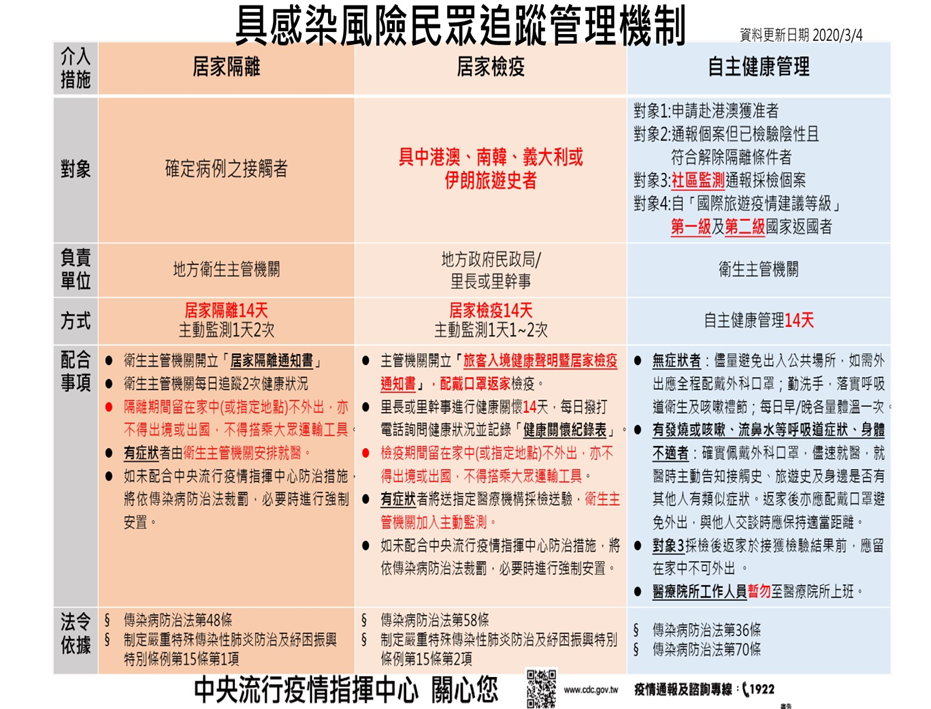 具感染風險民眾追蹤管理機制
資料更新日期 2020/3/4
介入
措施
居家隔離
居家檢疫
自主健康管理
對象
確定病例之接觸者
具中港澳、南韓、義大利或
伊朗旅遊史者
對象1:申請赴港澳獲准者
對象2:通報個案但已檢驗陰性且
符合解除隔離條件者
對象3:社區監測通報採檢個案
對象4:自「國際旅遊疫情建議等級」
第一級及第二級國家返國者
負責
單位
地方衛生主管機關
地方政府民政局/
里長或里幹事
衛生主管機關
方式
居家隔離14天
主動監測1天2次
居家檢疫14天
主動監測1天1~2次
自主健康管理14天
配合
事項
● 衛生主管機關開立「居家隔離通知書」
● 衛生主管機關每日追蹤2次健康狀況
● 隔離期間留在家中(或指定地點)不外出，亦
不得出境或出國，不得搭乘大眾運輸工具。
● 有症狀者由衛生主管機關安排就醫。
● 如未配合中央流行疫情指揮中心防治措施，
將依傳染病防治法裁罰，必要時進行強制
安置。
● 主管機關開立「旅客入境健康聲明暨居家檢疫
通知書」，配戴口罩返家檢疫。
● 里長或里幹事進行健康關懷14天，每日撥打
電話詢問健康狀況並記錄「健康關懷紀錄表」。
● 檢疫期間留在家中(或指定地點)不外出，亦不
得出境或出國，不得搭乘大眾運輸工具。
● 有症狀者將送指定醫療機構採檢送驗，衛生主
管機關加入主動監測。
● 如未配合中央流行疫情指揮中心防治措施，將
依傳染病防治法裁罰，必要時進行強制安置。
● 無症狀者：儘量避免出入公共場所，如需外
出應全程配戴外科口罩；勤洗手，落實呼吸
道衛生及咳嗽禮節；每日早/晚各量體溫一次。
● 有發燒或咳嗽、流鼻水等呼吸道症狀、身體
不適者：確實佩戴外科口罩，儘速就醫，就
醫時主動告知接觸史、旅遊史及身邊是否有
其他人有類似症狀。返家後亦應配戴口罩避
免外出，與他人交談時應保持適當距離。
● 對象3採檢後返家於接獲檢驗結果前，應留
在家中不可外出。
● 醫療院所工作人員暫勿至醫療院所上班。
法令
依據
§ 傳染病防治法第48條
§ 制定嚴重特殊傳染性肺炎防治及紓困振興
特別條例第15條第1項
§ 傳染病防治法第58條
§ 制定嚴重特殊傳染性肺炎防治及紓困振興特別
條例第15條第2項
§ 傳染病防治法第36條
§ 傳染病防治法第70條
中央流行疫情指揮中心 關心您
www.cdc.gov.tw
疫情通報及諮詢專線：1922
廣告